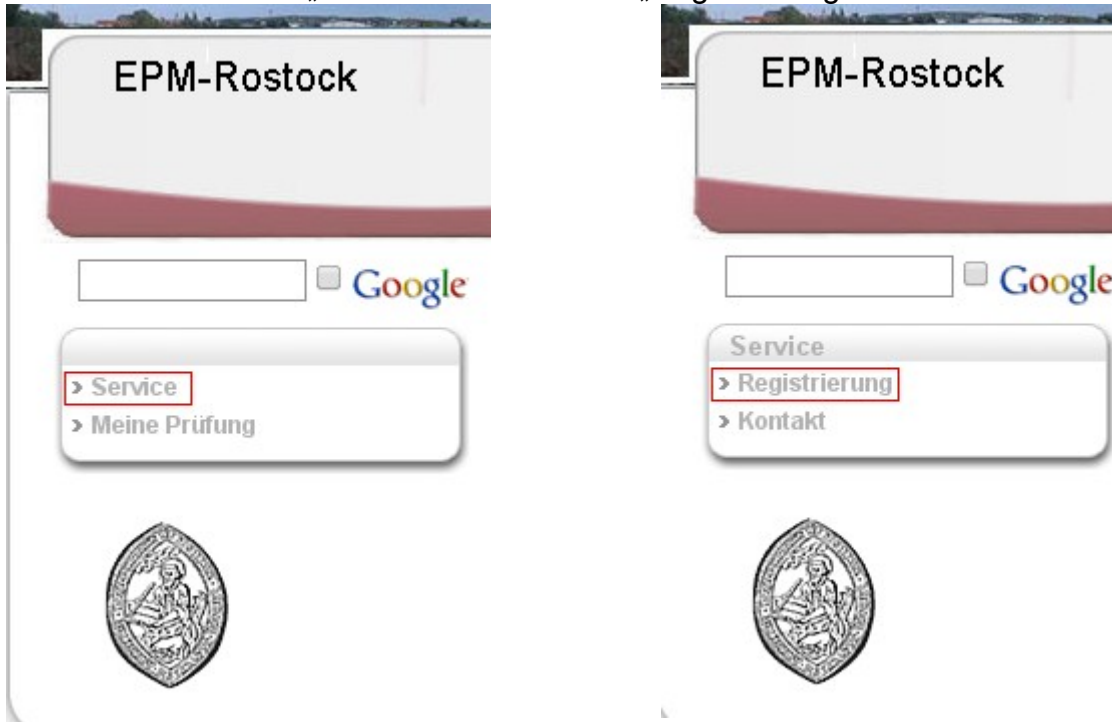 EPM-Rostock
Google
> Service
> Meine Prüfung
EPM-Rostock
Google
Service
> Registrierung
> Kontakt